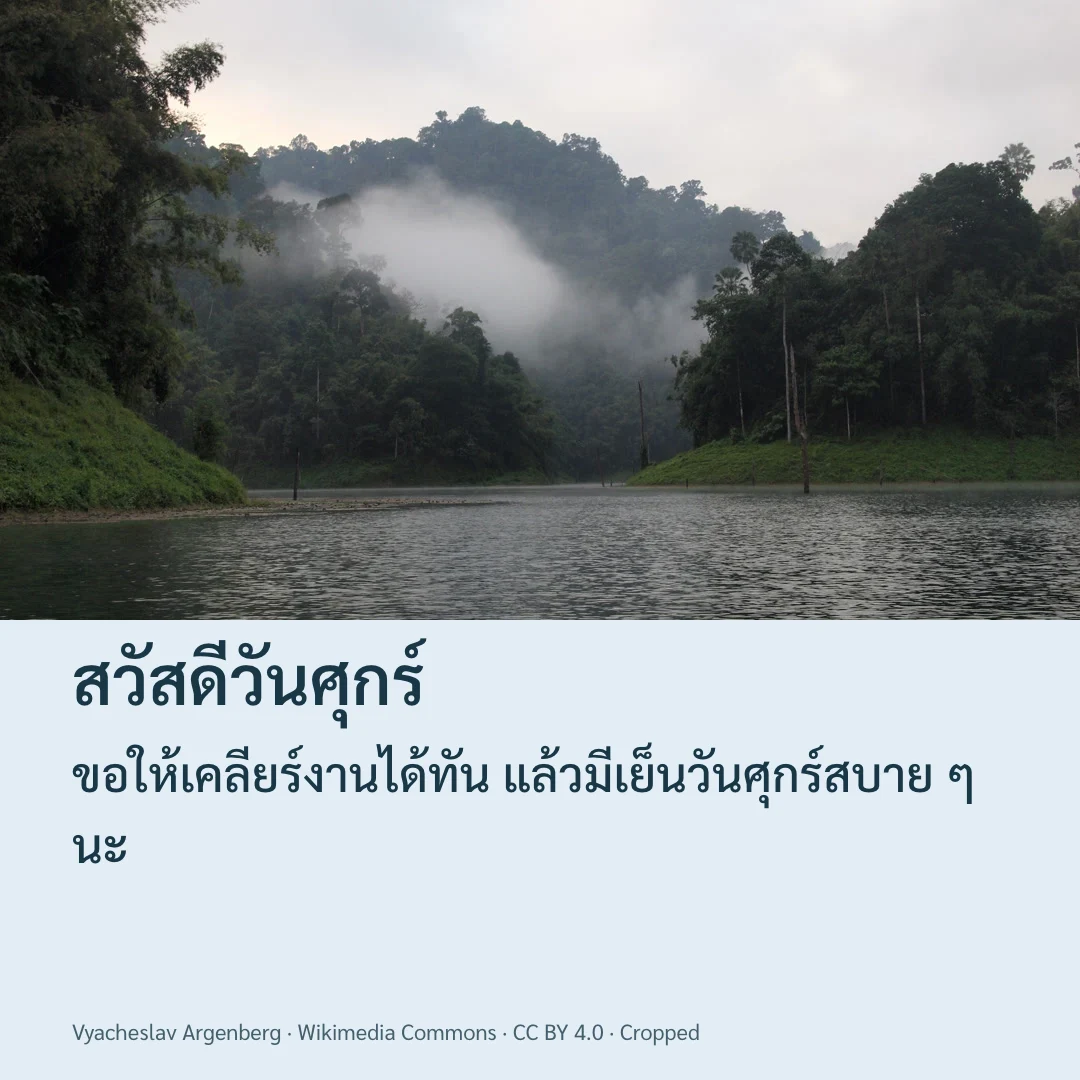 สวัสดีวันศุกร์
ขอให้เคลียร์งานได้ทัน แล้วมีเย็นวันศุกร์สบาย ๆ
นะ
Vyacheslav Argenberg · Wikimedia Commons · CC BY 4.0 · Cropped